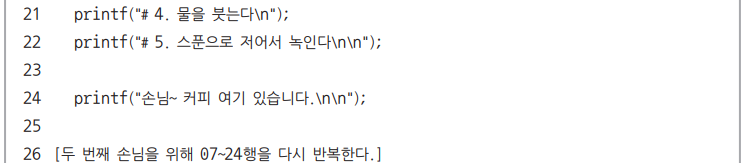 21 printf("# 4. 물을 붓는다\n");
22 printf("# 5. 스푼으로 저어서 녹인다\n\n");
23
24 printf("손님~ 커피 여기 있습니다.\n\n");
25
26 [두 번째 손님을 위해 07~24행을 다시 반복한다.]